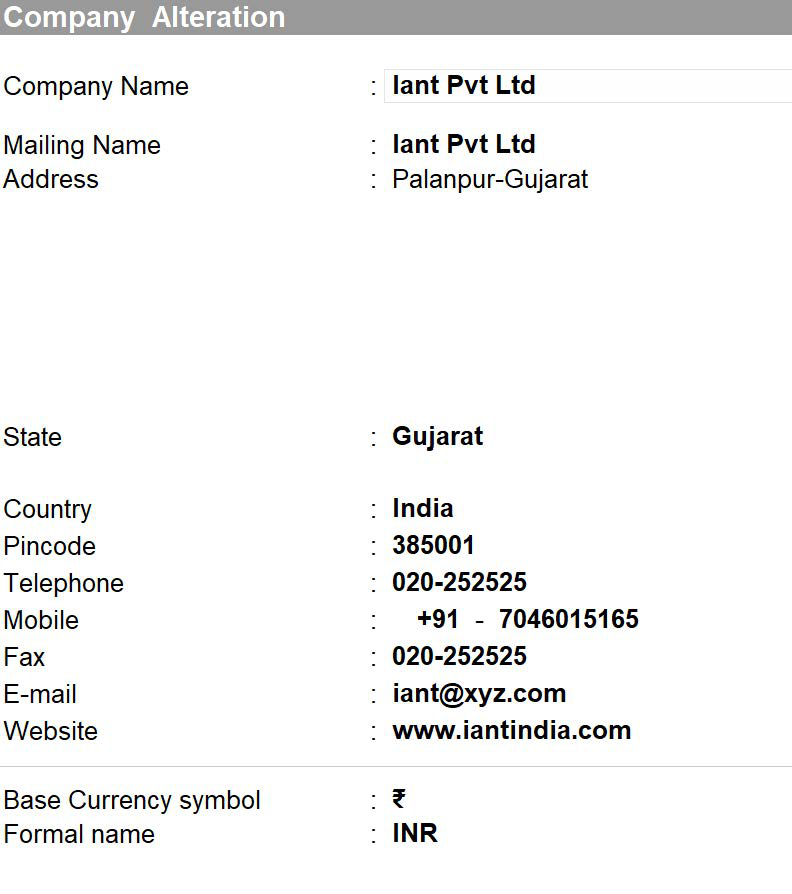 Company Alteration
Company Name : Iant Pvt Ltd
Mailing Name : Iant Pvt Ltd
Address : Palanpur-Gujarat
State : Gujarat
Country : India
Pincode : 385001
Telephone : 020-252525
Mobile : +91 - 7046015165
Fax : 020-252525
E-mail : iant@xyz.com
Website : www.iantindia.com
Base Currency symbol : ₹
Formal name : INR